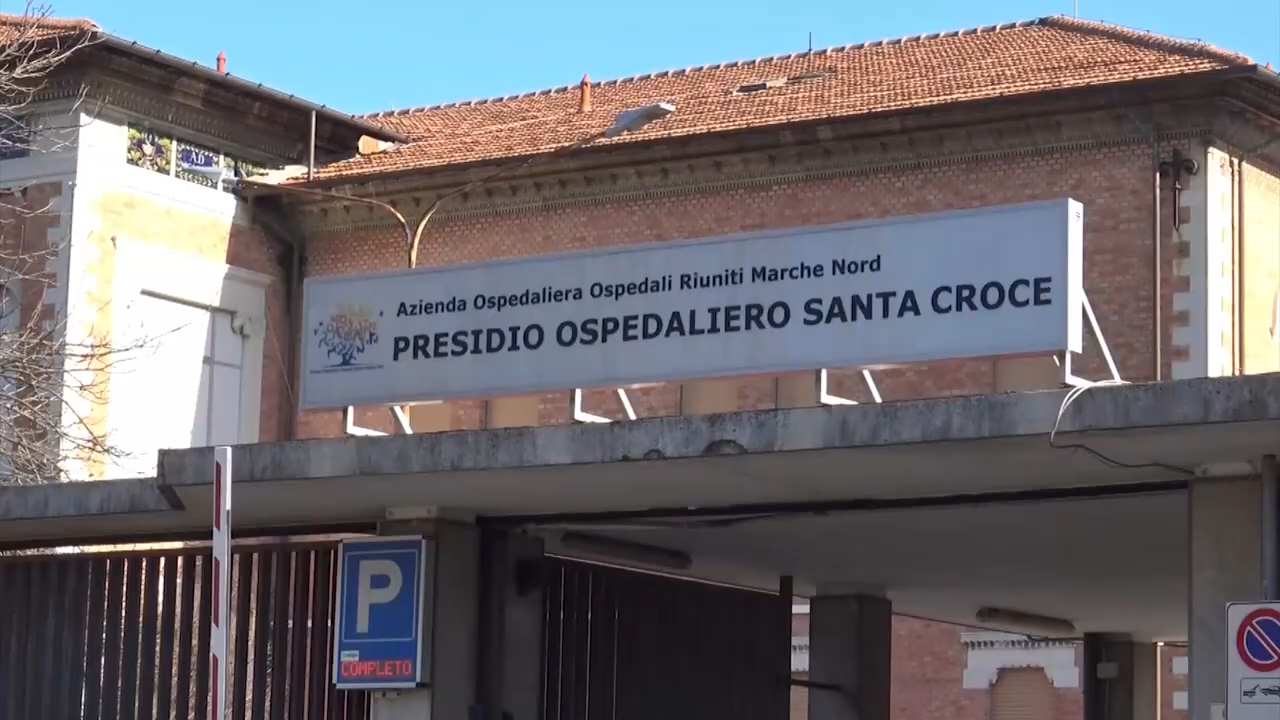 Azienda Ospedaliera Ospedali Riuniti Marche Nord
PRESIDIO OSPEDALIERO SANTA CROCE
P
COMPLETO